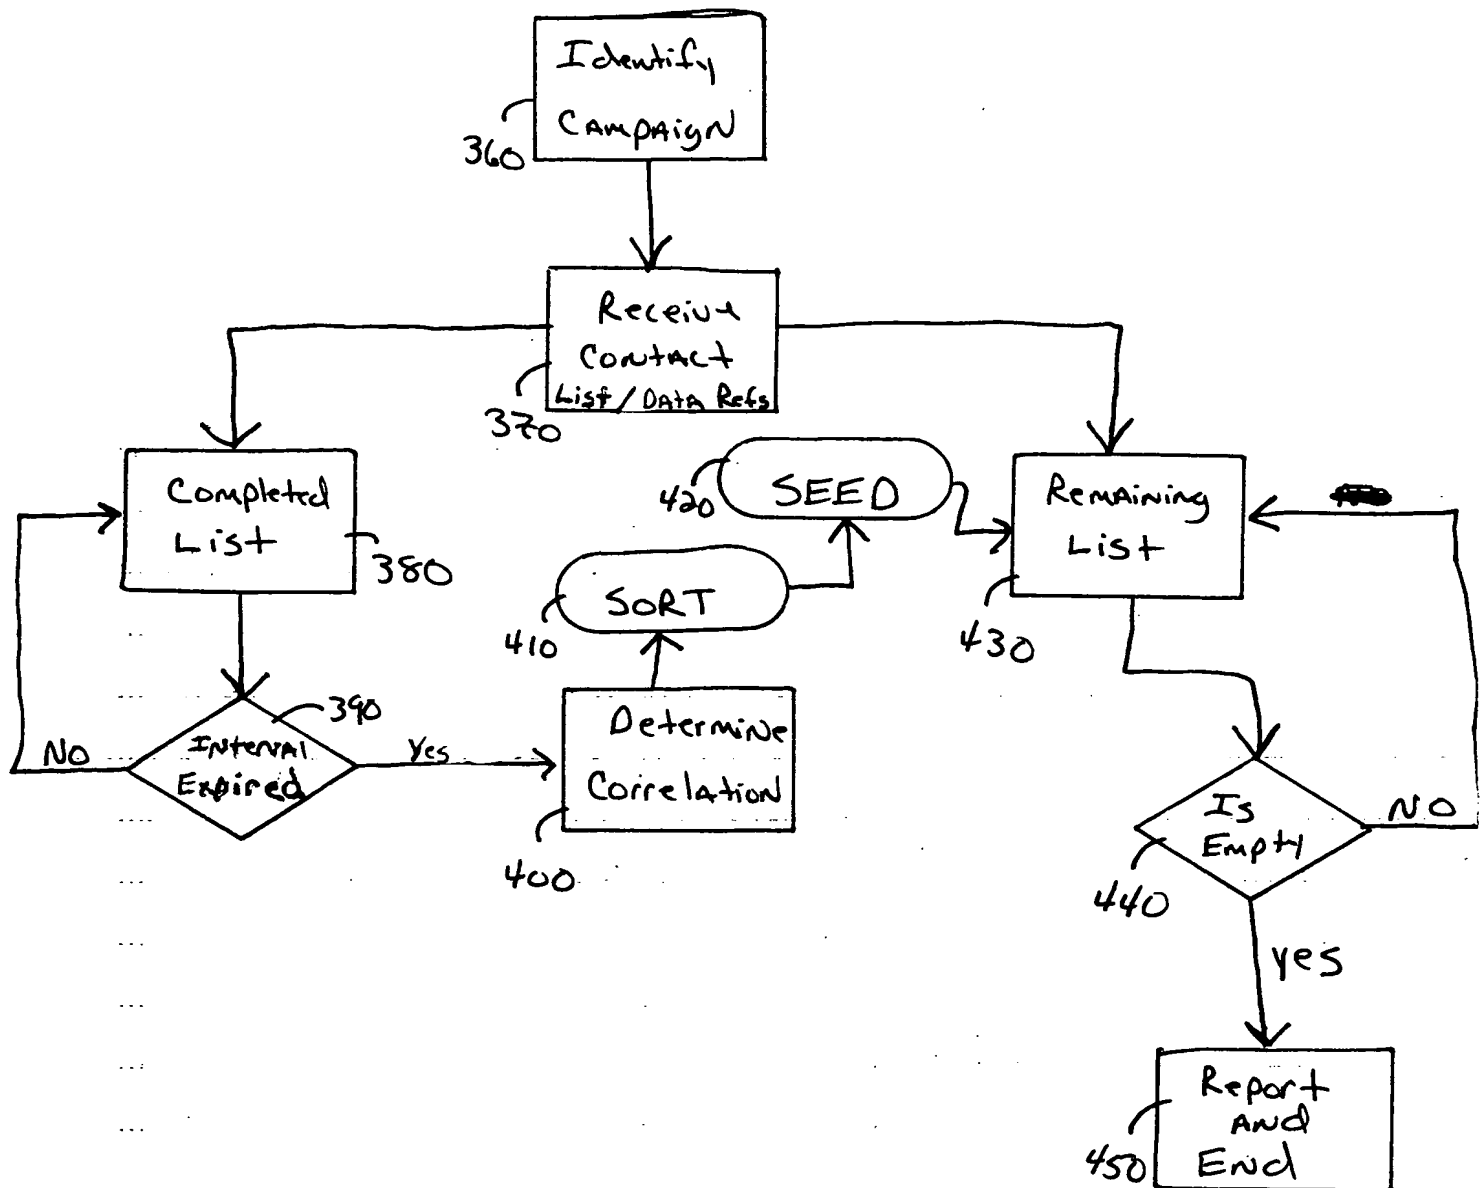 Identify
CAMPAIGN
360
Receive
CONTACT
List / DATA Refs
370
Completed
List
380
420
SEED
Remaining
List
430
410
SORT
390
Interval
Expired
NO
Yes
Determine
Correlation
400
Is
Empty
NO
440
yes
Report
AND
End
450